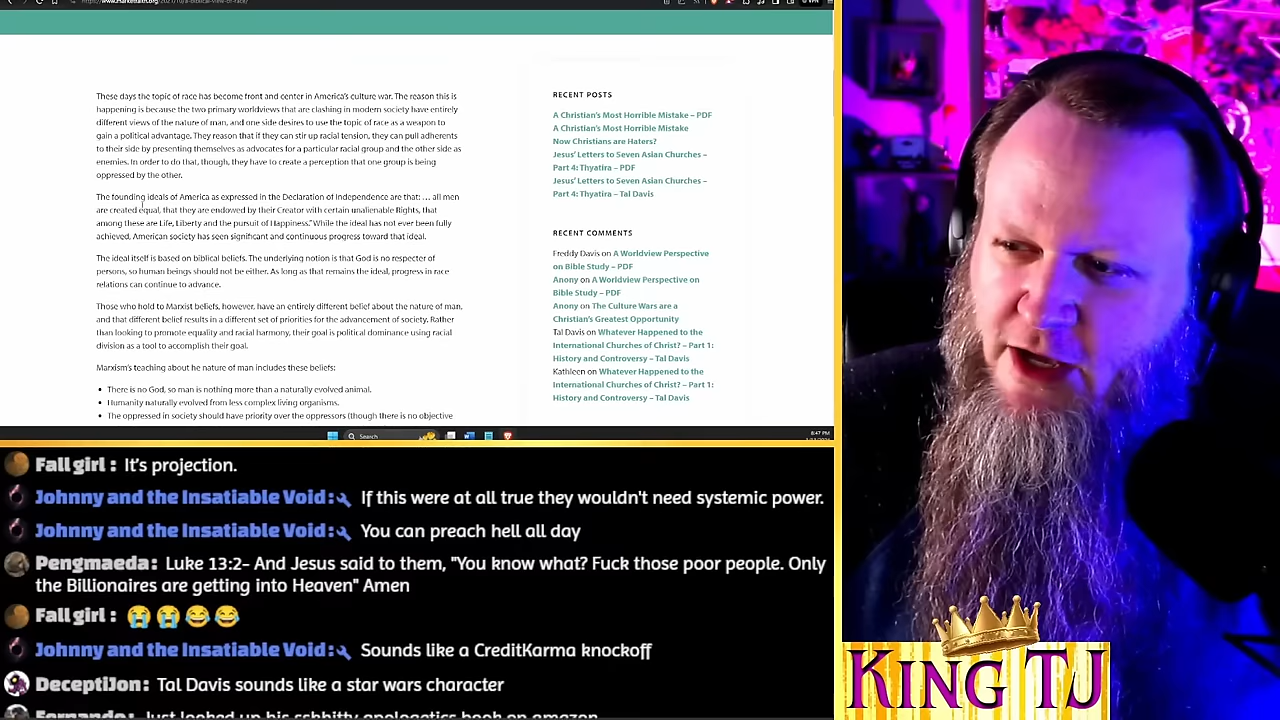 These days the topic of race has become front and center in America's culture war. The reason this is
happening is because the two primary worldviews that are clashing in modern society have entirely
different views of the nature of man, and one side desires to use the topic of race as a weapon to
gain a political advantage. They reason that if they can stir up racial tension, they can pull adherents
to their side by presenting themselves as advocates for a particular racial group and the other side as
enemies. In order to do that, though, they have to create a perception that one group is being
oppressed by the other.
The founding ideals of America as expressed in the Declaration of Independence are that: … all men
are created equal, that they are endowed by their Creator with certain unalienable Rights, that
among these are Life, Liberty and the pursuit of Happiness." While the ideal has not ever been fully
achieved, American society has seen significant and continuous progress toward that ideal.
The ideal itself is based on biblical beliefs. The underlying notion is that God is no respecter of
persons, so human beings should not be either. As long as that remains the ideal, progress in race
relations can continue to advance.
Those who hold to Marxist beliefs, however, have an entirely different belief about the nature of man,
and that different belief results in a different set of priorities for the advancement of society. Rather
than looking to promote equality and racial harmony, their goal is political dominance using racial
division as a tool to accomplish their goal.
Marxism's teaching about he nature of man includes these beliefs:
• There is no God, so man is nothing more than a naturally evolved animal.
• Humanity naturally evolved from less complex living organisms.
• The oppressed in society should have priority over the oppressors (though there is no objective
RECENT POSTS
A Christian's Most Horrible Mistake – PDF
A Christian's Most Horrible Mistake
Now Christians are Haters?
Jesus' Letters to Seven Asian Churches –
Part 4: Thyatira – PDF
Jesus' Letters to Seven Asian Churches –
Part 4: Thyatira – Tal Davis
RECENT COMMENTS
Freddy Davis on A Worldview Perspective
on Bible Study – PDF
Anony on A Worldview Perspective on
Bible Study – PDF
Anony on The Culture Wars are a
Christian's Greatest Opportunity
Tal Davis on Whatever Happened to the
International Churches of Christ? – Part 1:
History and Controversy – Tal Davis
Kathleen on Whatever Happened to the
International Churches of Christ? – Part 1:
History and Controversy – Tal Davis
Search
8:47 PM
Fall girl : It's projection.
Johnny and the Insatiable Void: If this were at all true they wouldn't need systemic power.
Johnny and the Insatiable Void: You can preach hell all day
Pengmaeda: Luke 13:2- And Jesus said to them, "You know what? Fuck those poor people. Only
the Billionaires are getting into Heaven" Amen
Fall girl : 😭😭😂😂
Johnny and the Insatiable Void: Sounds like a CreditKarma knockoff
DeceptiJon: Tal Davis sounds like a star wars character
Fernando: Just looked up his sshhitty apologetics book on amazon
KING TJ